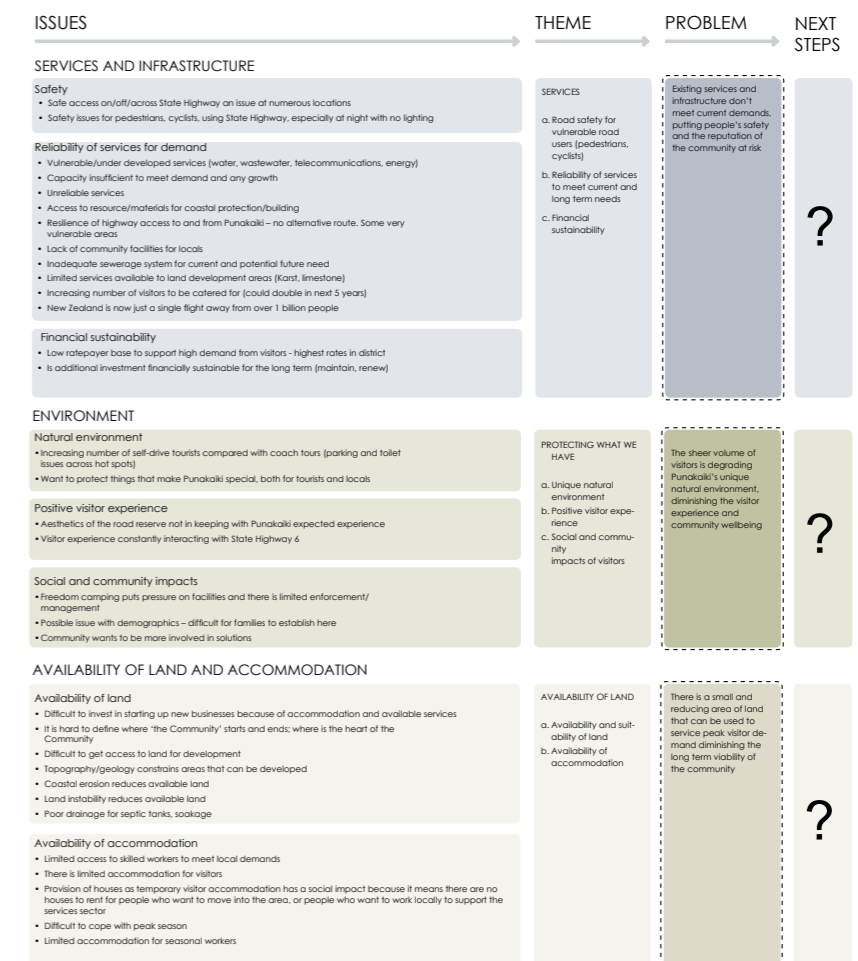 ISSUES
THEME
PROBLEM
NEXT
STEPS
SERVICES AND INFRASTRUCTURE
Safety
• Safe access on/off/across State Highway an issue at numerous locations
• Safety issues for pedestrians, cyclists, using State Highway, especially at night with no lighting
Reliability of services for demand
• Vulnerable/under developed services (water, wastewater, telecommunications, energy)
• Capacity insufficient to meet demand and any growth
• Unreliable services
• Access to resource/materials for coastal protection/building
• Resilience of highway access to and from Punakaiki – no alternative route. Some very
vulnerable areas
• Lack of community facilities for locals
• Inadequate sewerage system for current and potential future need
• Limited services available to land development areas (Karst, limestone)
• Increasing number of visitors to be catered for (could double in next 5 years)
• New Zealand is now just a single flight away from over 1 billion people
Financial sustainability
• Low ratepayer base to support high demand from visitors - highest rates in district
• Is additional investment financially sustainable for the long term (maintain, renew)
SERVICES
a. Road safety for
vulnerable road
users (pedestrians,
cyclists)
b. Reliability of services
to meet current and
long term needs
c. Financial
sustainability
Existing services and
infrastructure don't
meet current demands,
putting people's safety
and the reputation of
the community at risk
?
ENVIRONMENT
Natural environment
• Increasing number of self-drive tourists compared with coach tours (parking and toilet
issues across hot spots)
• Want to protect things that make Punakaiki special, both for tourists and locals
Positive visitor experience
• Aesthetics of the road reserve not in keeping with Punakaiki expected experience
• Visitor experience constantly interacting with State Highway 6
Social and community impacts
• Freedom camping puts pressure on facilities and there is limited enforcement/
management
• Possible issue with demographics – difficult for families to establish here
• Community wants to be more involved in solutions
PROTECTING WHAT WE
HAVE
a. Unique natural
environment
b. Positive visitor expe-
rience
c. Social and commu-
nity
impacts of visitors
The sheer volume of
visitors is degrading
Punakaiki's unique
natural environment,
diminishing the visitor
experience and
community wellbeing
?
AVAILABILITY OF LAND AND ACCOMMODATION
Availability of land
• Difficult to invest in starting up new businesses because of accommodation and available services
• It is hard to define where 'the Community' starts and ends; where is the heart of the
Community
• Difficult to get access to land for development
• Topography/geology constrains areas that can be developed
• Coastal erosion reduces available land
• Land instability reduces available land
• Poor drainage for septic tanks, soakage
Availability of accommodation
• Limited access to skilled workers to meet local demands
• There is limited accommodation for visitors
• Provision of houses as temporary visitor accommodation has a social impact because it means there are no
houses to rent for people who want to move into the area, or people who want to work locally to support the
services sector
• Difficult to cope with peak season
• Limited accommodation for seasonal workers
AVAILABILITY OF LAND
a. Availability and suit-
ability of land
b. Availability of
accommodation
There is a small and
reducing area of land
that can be used to
service peak visitor de-
mand diminishing the
long term viability of
the community
?